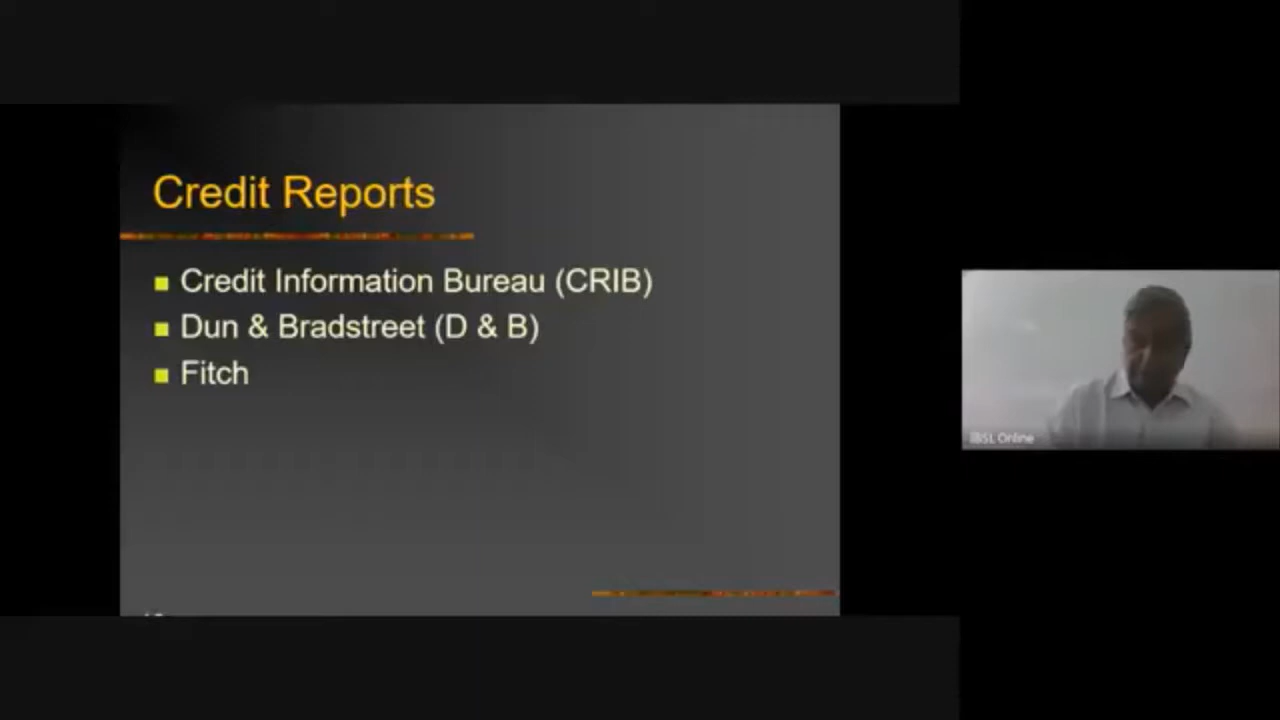 Credit Reports
Credit Information Bureau (CRIB)
Dun & Bradstreet (D & B)
Fitch
IBSL Online